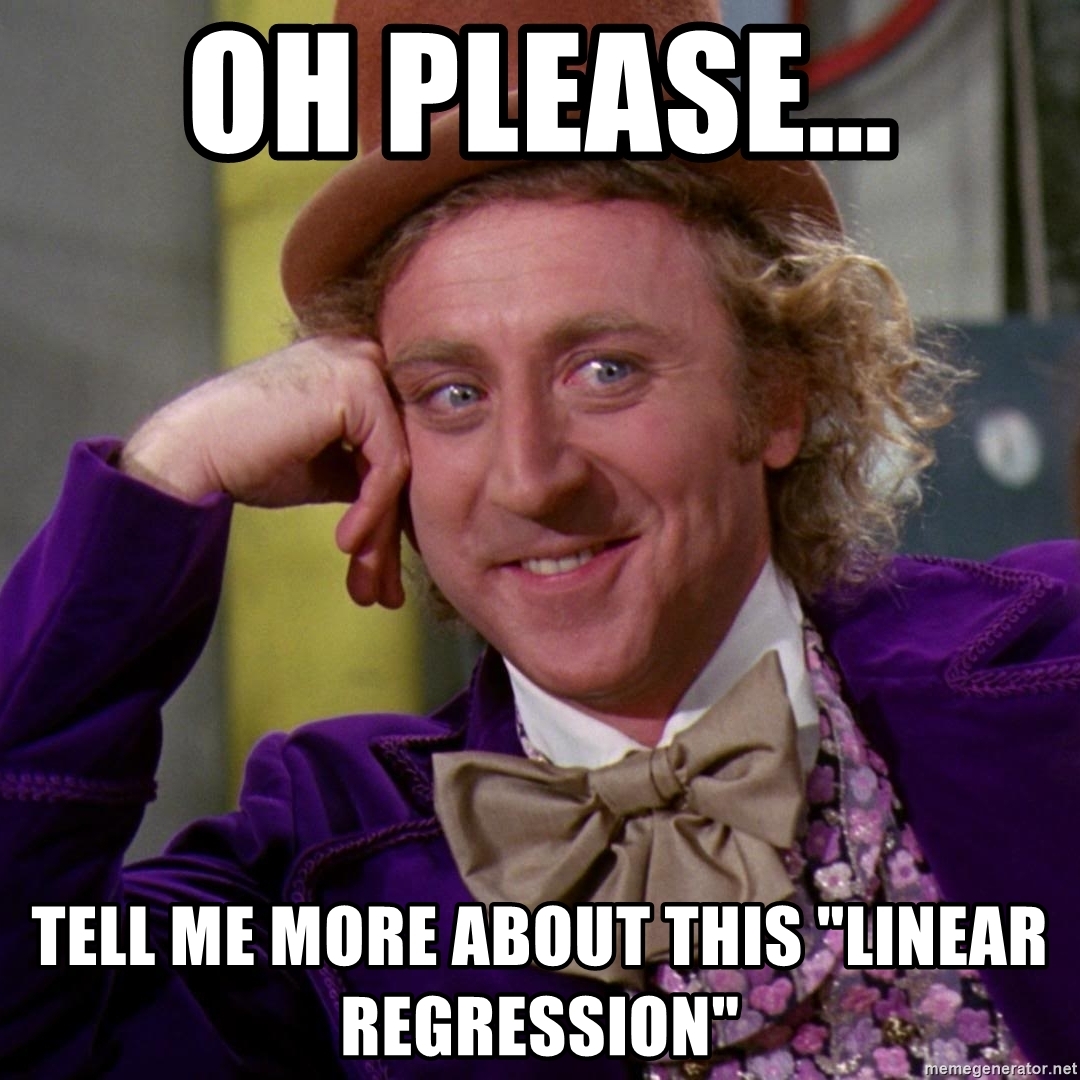 OH PLEASE...
TELL ME MORE ABOUT THIS "LINEAR
REGRESSION"
memegenerator.net